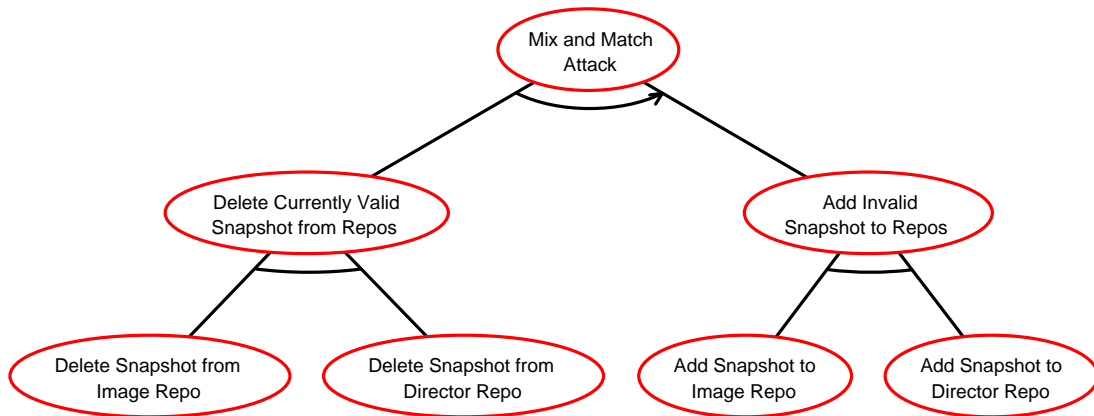 Mix and Match
Attack
Delete Currently Valid
Snapshot from Repos
Add Invalid
Snapshot to Repos
Delete Snapshot from
Image Repo
Delete Snapshot from
Director Repo
Add Snapshot to
Image Repo
Add Snapshot to
Director Repo